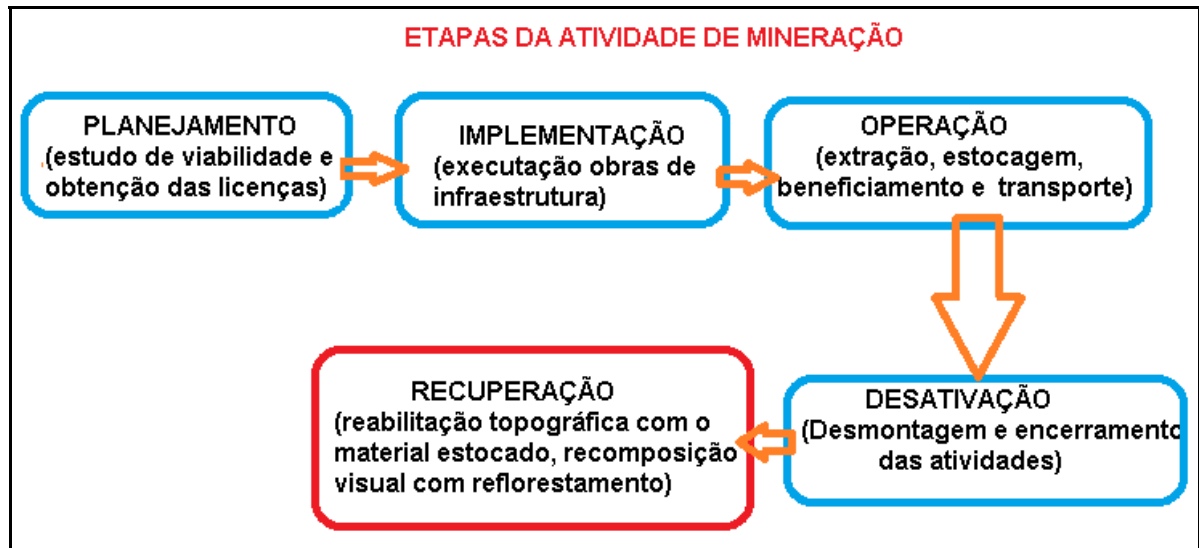 ETAPAS DA ATIVIDADE DE MINERAÇÃO
PLANEJAMENTO
(estudo de viabilidade e
obtenção das licenças)
IMPLEMENTAÇÃO
(executação obras de
infraestrutura)
OPERAÇÃO
(extração, estocagem,
beneficiamento e transporte)
DESATIVAÇÃO
(Desmontagem e encerramento
das atividades)
RECUPERAÇÃO
(reabilitação topográfica com o
material estocado, recomposição
visual com reflorestamento)